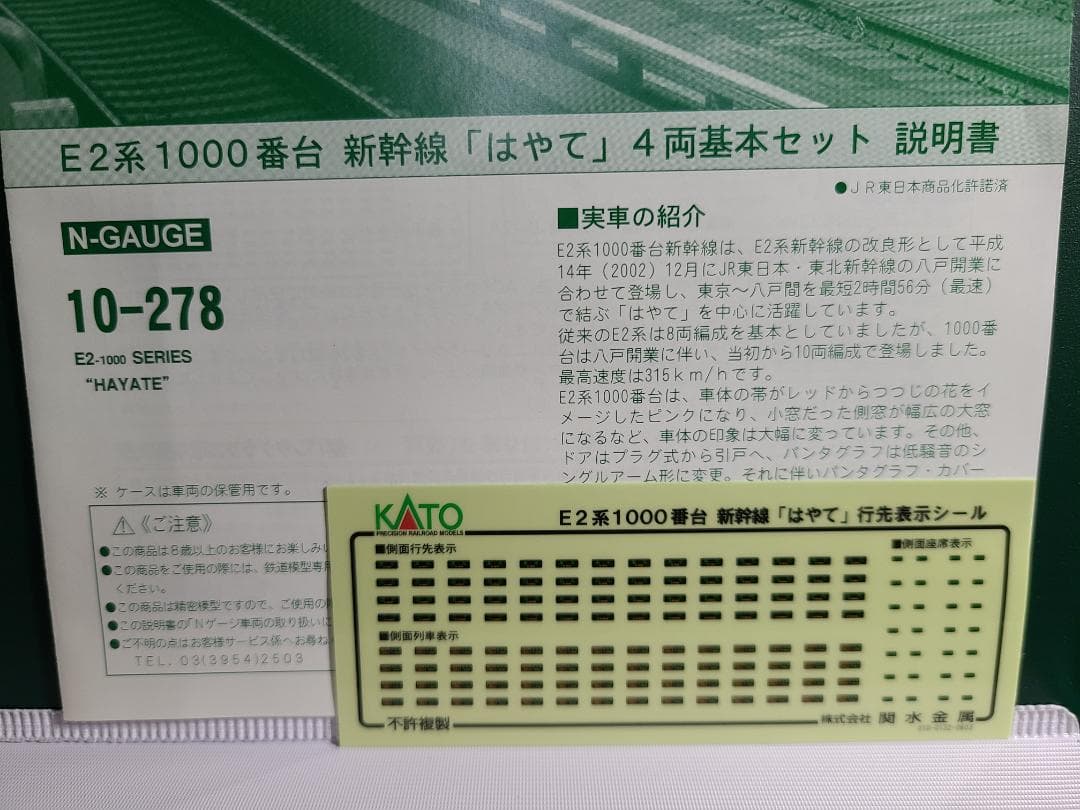 E2系1000番台 新幹線「はやて」4両基本セット 説明書
●JR東日本商品化許諾済
N-GAUGE
10-278
E2-1000 SERIES
"HAYATE"
■実車の紹介
E2系1000番台新幹線は、E2系新幹線の改良形として平成
14年(2002)12月にJR東日本・東北新幹線の八戸開業に
合わせて登場し、東京〜八戸間を最短2時間56分(最速)
で結ぶ「はやて」を中心に活躍しています。
従来のE2系は8両編成を基本としていましたが、1000番
台は八戸開業に伴い、当初から10両編成で登場しました。
最高速度は315km/hです。
E2系1000番台は、車体の帯がレッドからつつじの花をイ
メージしたピンクになり、小窓だった側窓が幅広の大窓
になるなど、車体の印象は大幅に変っています。その他、
ドアはプラグ式から引戸へ、パンタグラフは低騒音のシ
ングルアーム形に変更。それに伴いパンタグラフ・カバー
※ ケースは車両の保管用です。
⚠《ご注意》
●この商品は8歳以上のお客様にお楽しみい
●この商品をご使用の際には、鉄道模型専用
ください。
●この商品は精密模型ですので、ご使用の
●この説明書の「Nゲージ車両の取り扱いに
●ご不明の点はお客様サービス係へお尋ね
TEL. 03(3954)2503
KATO
PRECISION RAILROAD MODELS
E2系1000番台 新幹線「はやて」行先表示シール
■側面行先表示
■側面座席表示
■側面列車表示
不許複製
株式会社 関水金属